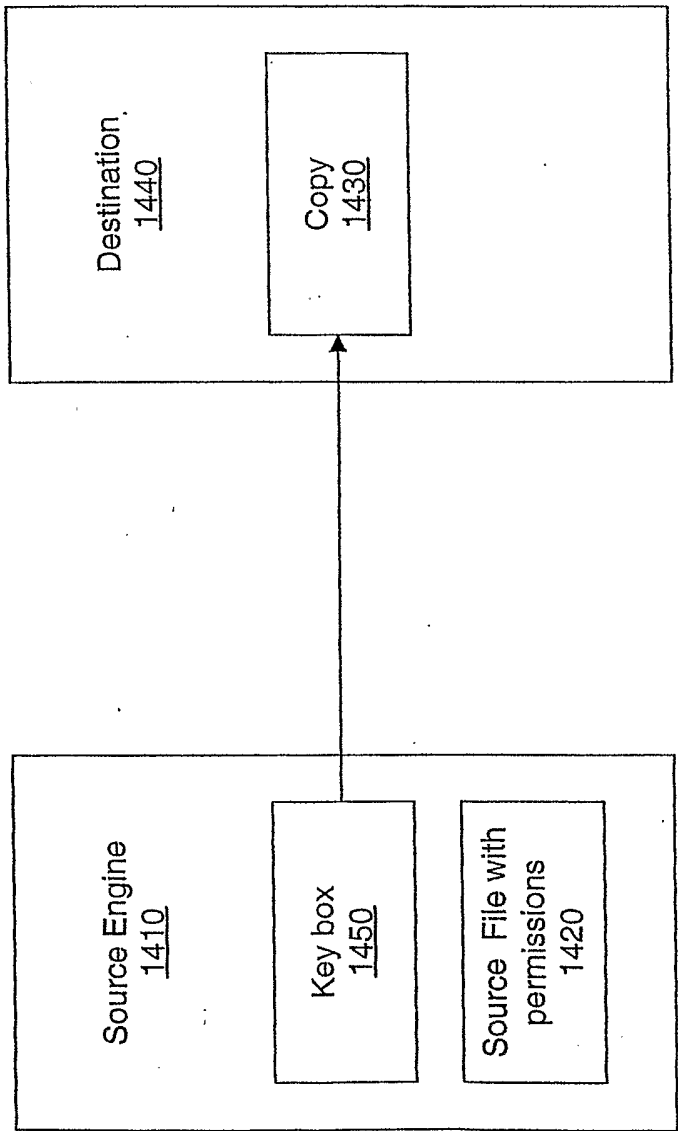 Source Engine
1410
Key box
1450
Source File with
permissions
1420
Destination
1440
Copy
1430